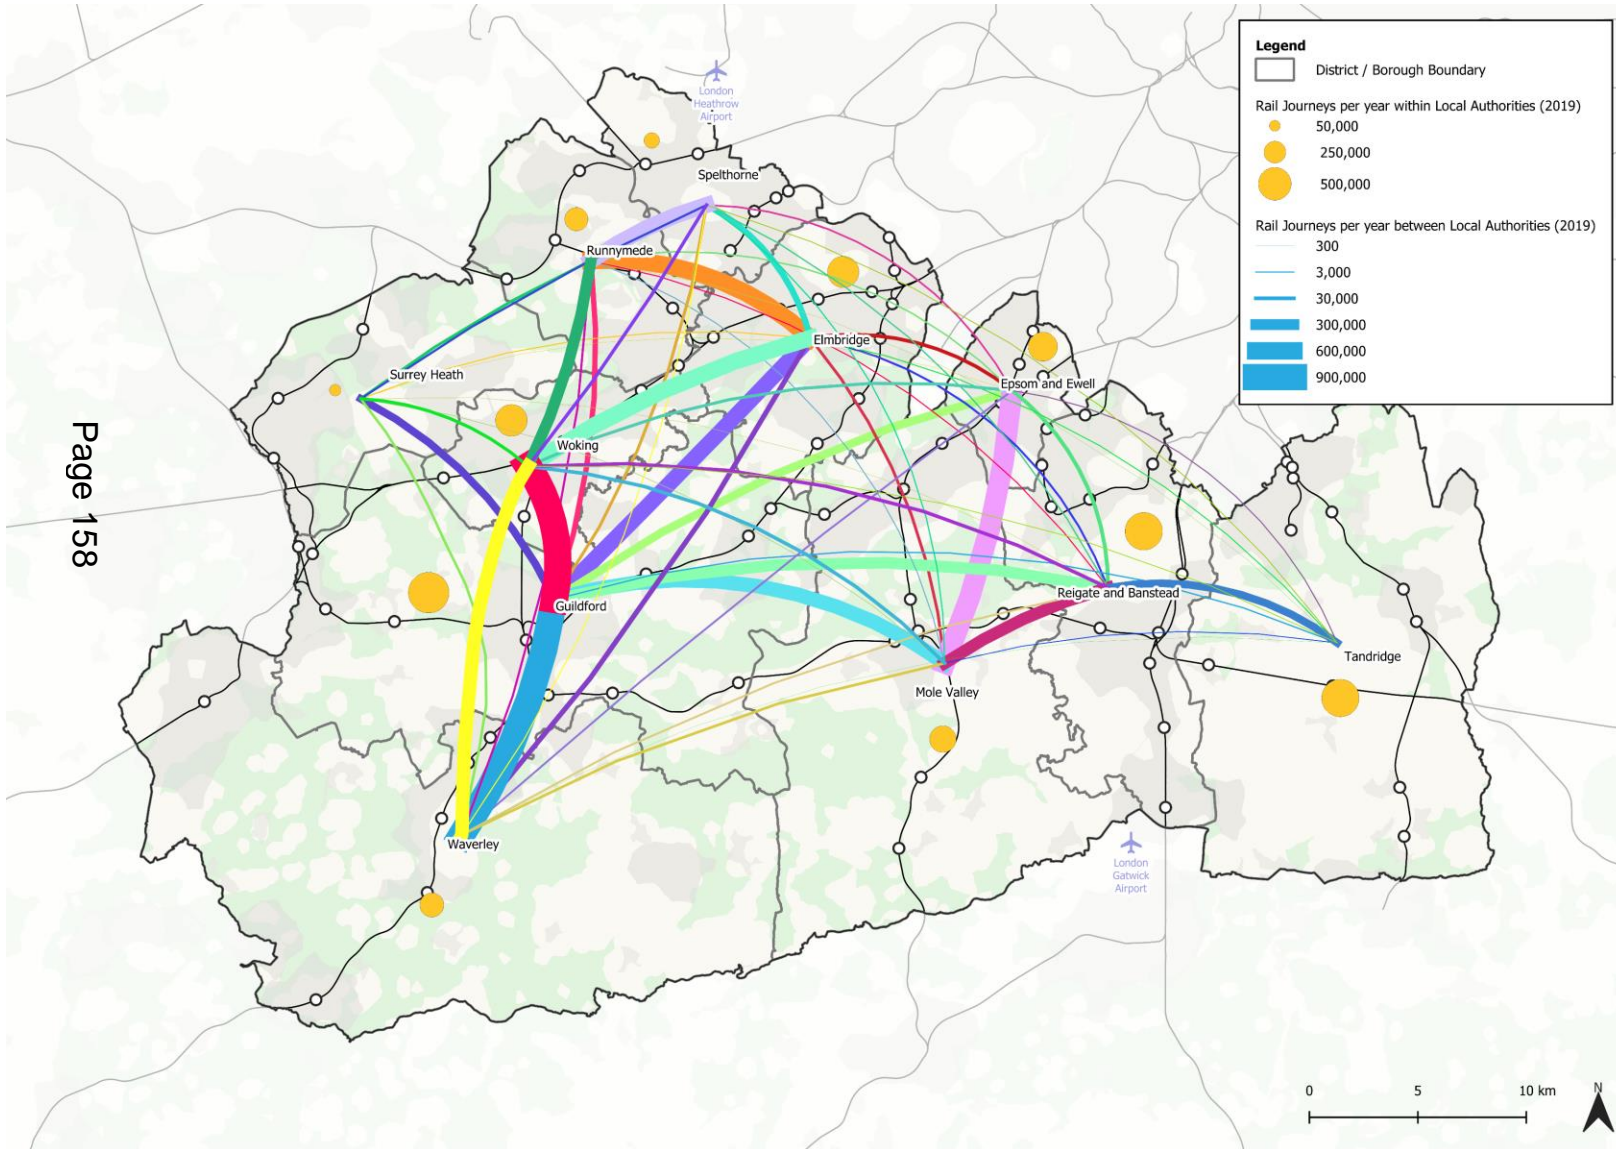 Legend
District / Borough Boundary
Rail Journeys per year within Local Authorities (2019)
50,000
250,000
500,000
Rail Journeys per year between Local Authorities (2019)
300
3,000
30,000
300,000
600,000
900,000
London
Heathrow
Airport
Spelthorne
Runnymede
Elmbridge
Surrey Heath
Epsom and Ewell
Woking
Page 158
Guildford
Reigate and Banstead
Tandridge
Mole Valley
Waverley
London
Gatwick
Airport
0 5 10 km
N